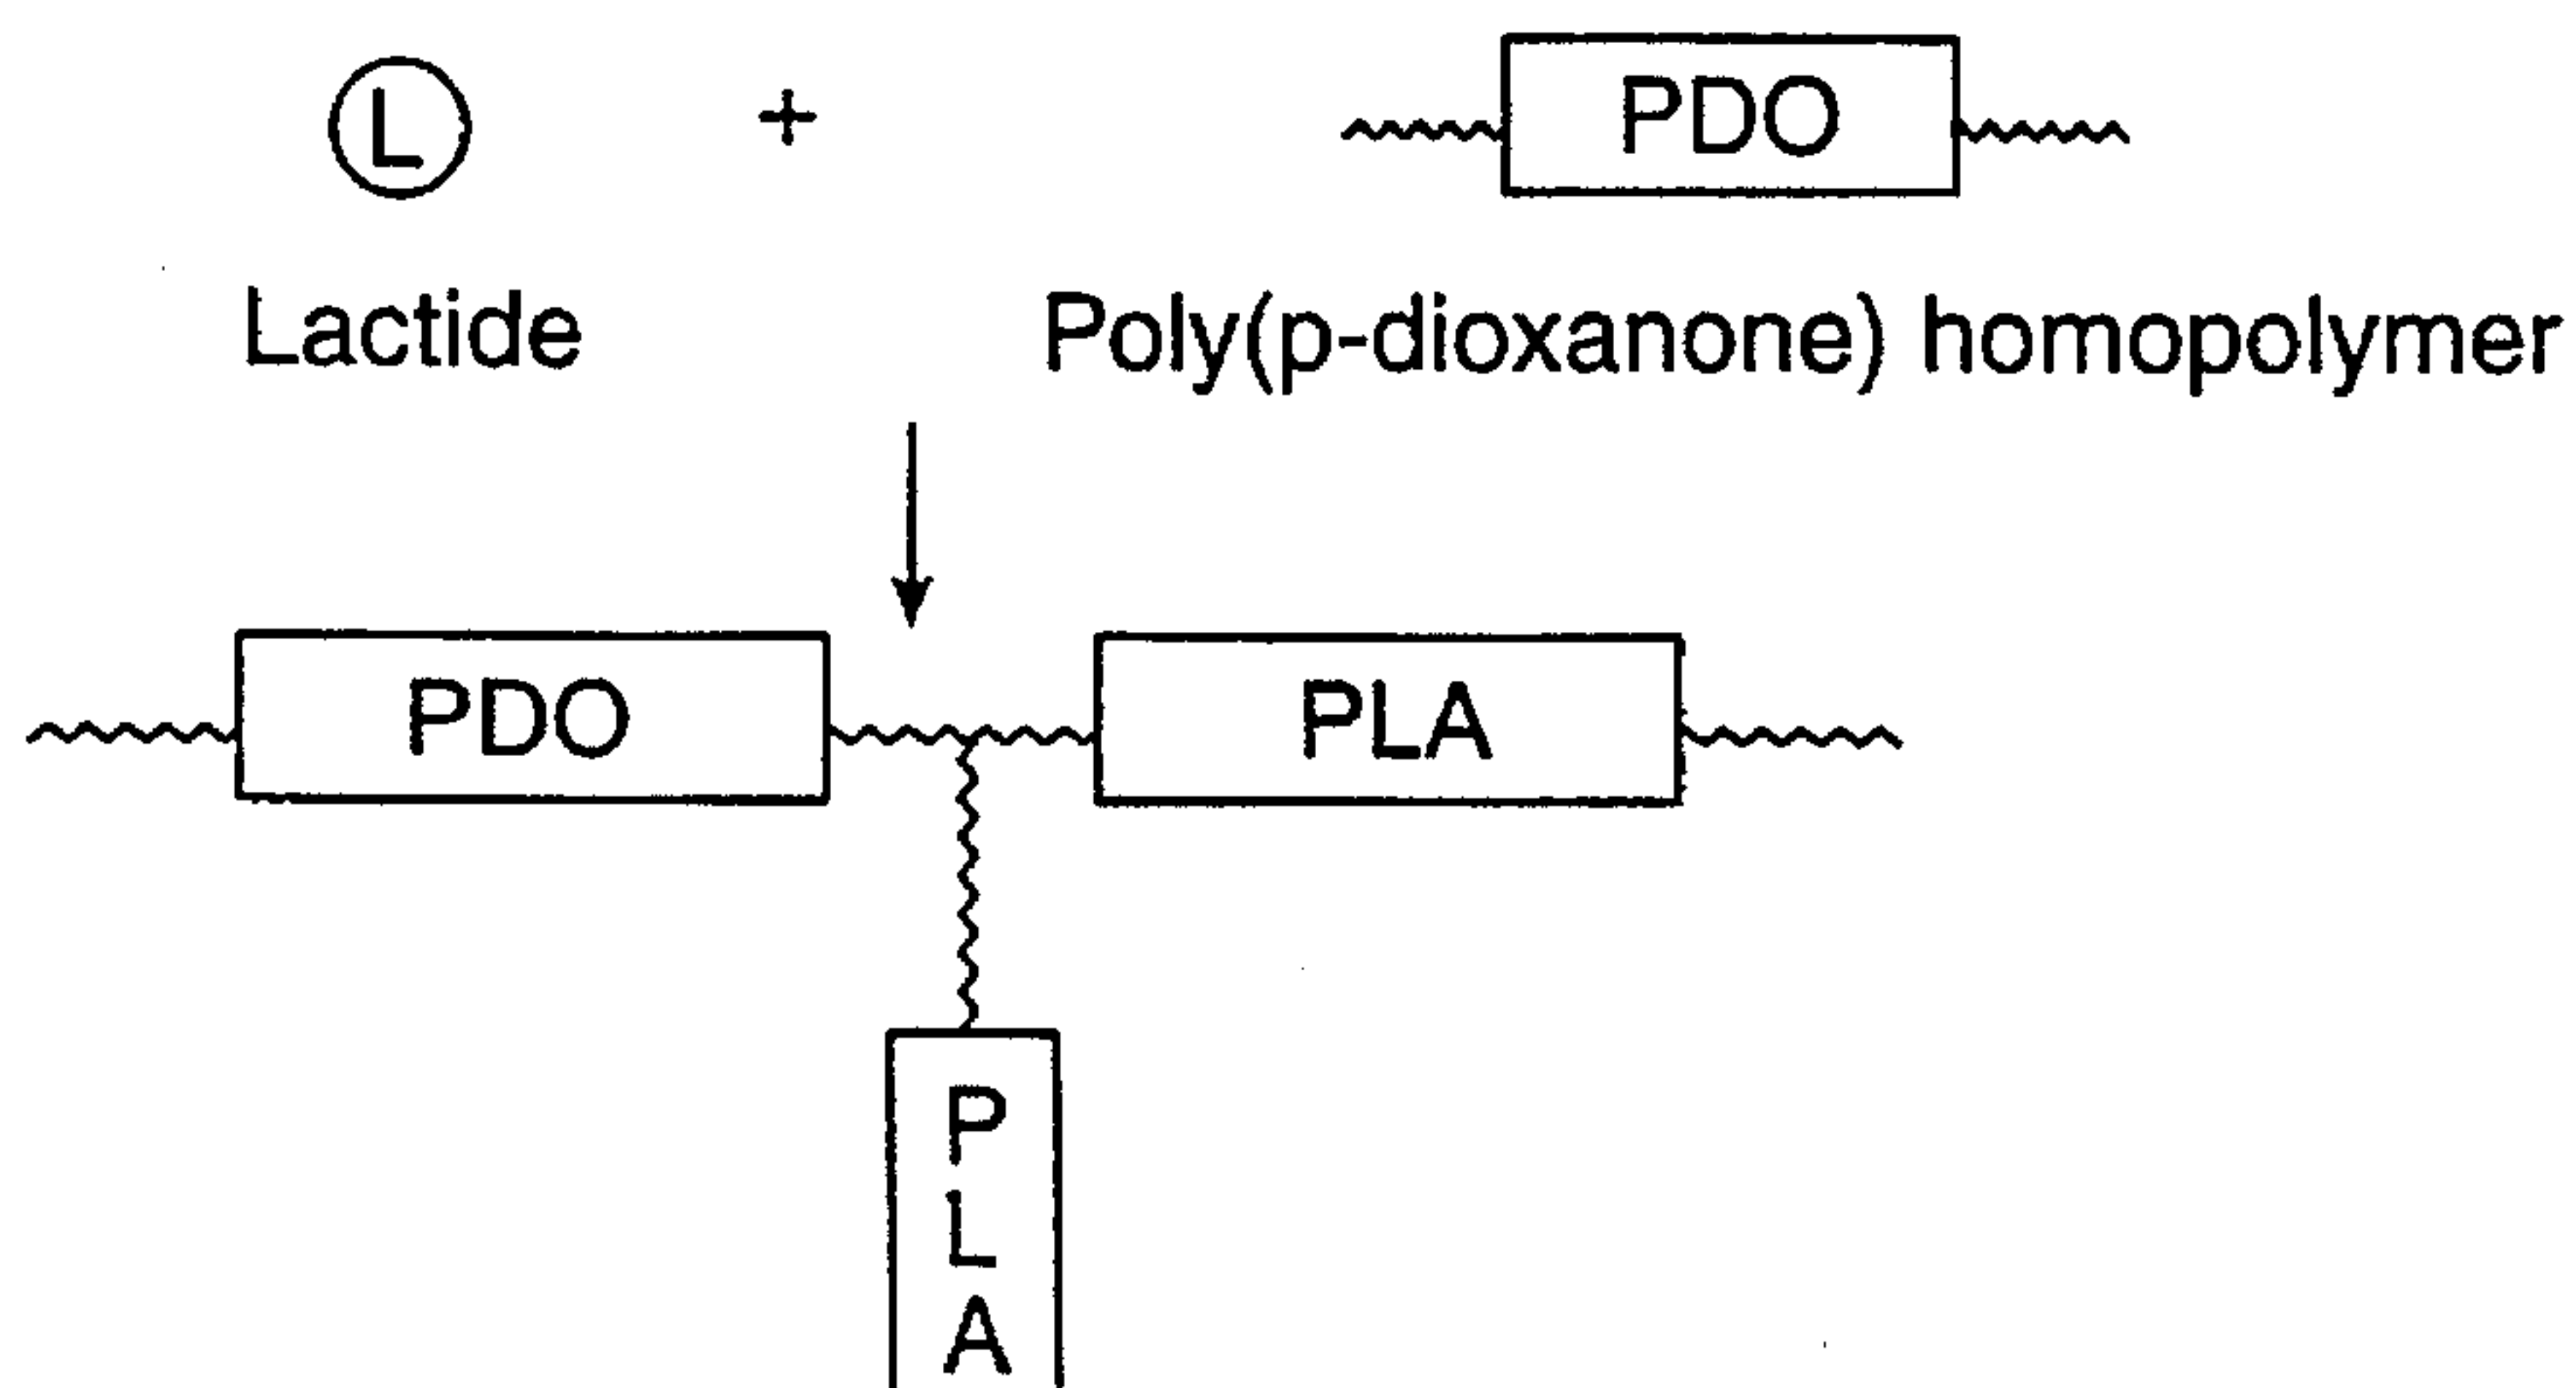 L + PDO
Lactide Poly(p-dioxanone) homopolymer
PDO PLA
P
L
A